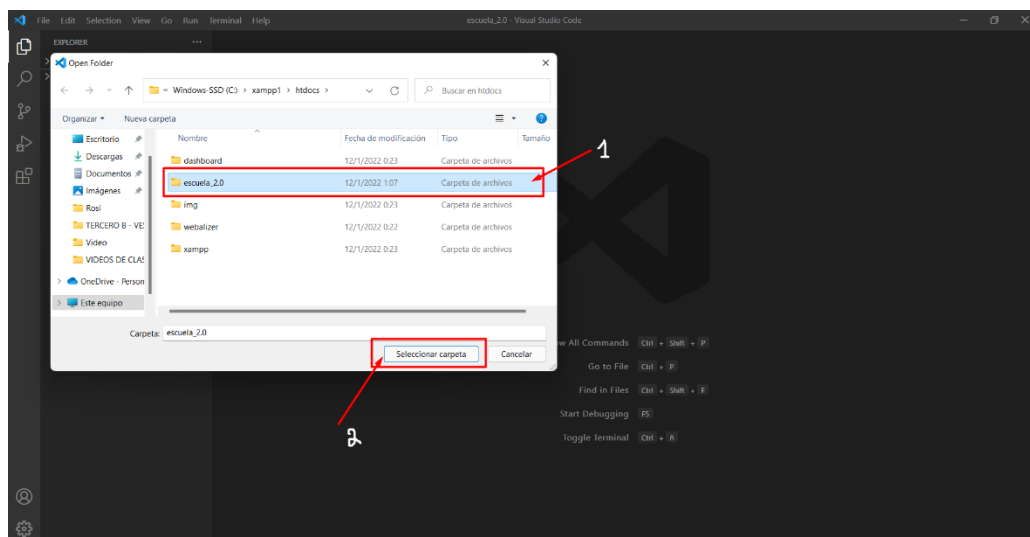 File Edit Selection View Go Run Terminal Help escuela_2.0 - Visual Studio Code
EXPLORER ...
Open Folder
« Windows-SSD (C:) > xampp1 > htdocs > Buscar en htdocs
Organizar Nueva carpeta
Nombre Fecha de modificación Tipo Tamaño
Escritorio
Descargas
Documentos
Imágenes
Rosi
TERCERO B - VE
Video
VIDEOS DE CLAS
OneDrive - Person
Este equipo
dashboard 12/1/2022 0:23 Carpeta de archivos
escuela_2.0 12/1/2022 1:07 Carpeta de archivos
img 12/1/2022 0:23 Carpeta de archivos
webalizer 12/1/2022 0:22 Carpeta de archivos
xampp 12/1/2022 0:23 Carpeta de archivos
1
Carpeta: escuela_2.0
Seleccionar carpeta Cancelar
2
w All Commands Ctrl + Shift + P
Go to File Ctrl + P
Find in Files Ctrl + Shift + F
Start Debugging F5
Toggle Terminal Ctrl +